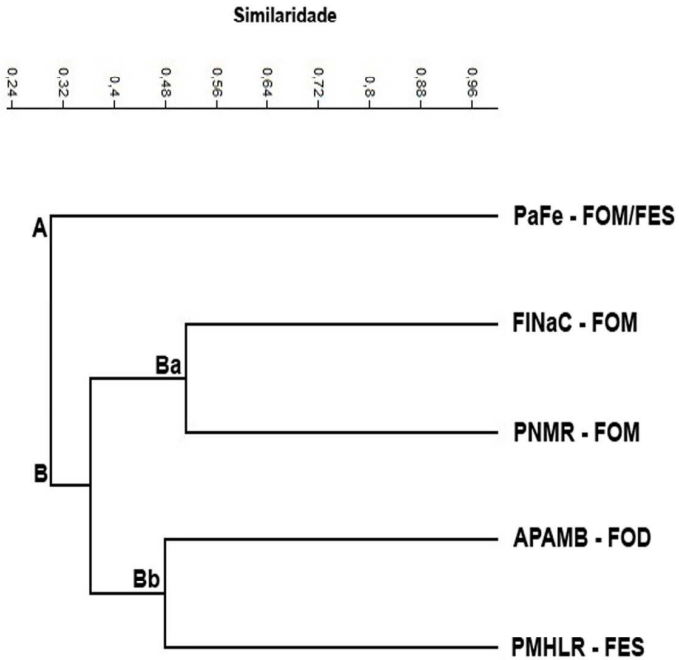 Similaridade
0,24
0,32
0,4
0,48
0,56
0,64
0,72
0,8
0,88
0,96
A
PaFe - FOM/FES
FlNaC - FOM
Ba
PNMR - FOM
B
APAMB - FOD
Bb
PMHLR - FES